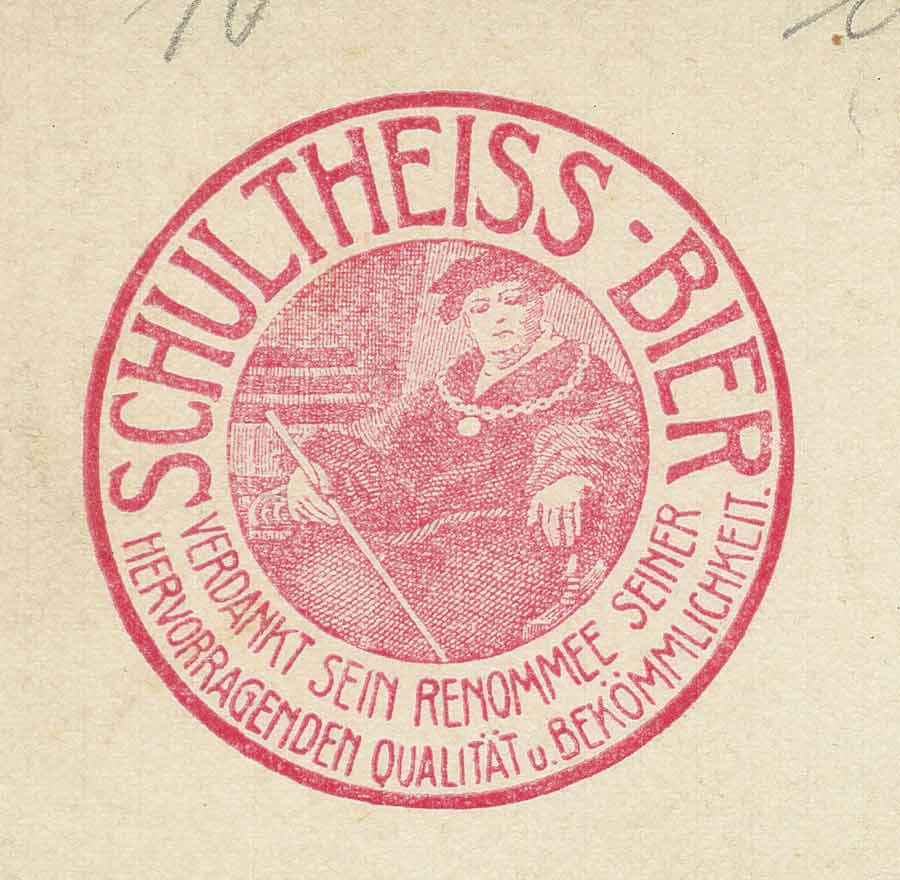 SCHULTHEISS-BIER
VERDANKT SEIN RENOMMEE SEINER
HERVORRAGENDEN QUALITÄT u. BEKÖMMLICHKEIT.